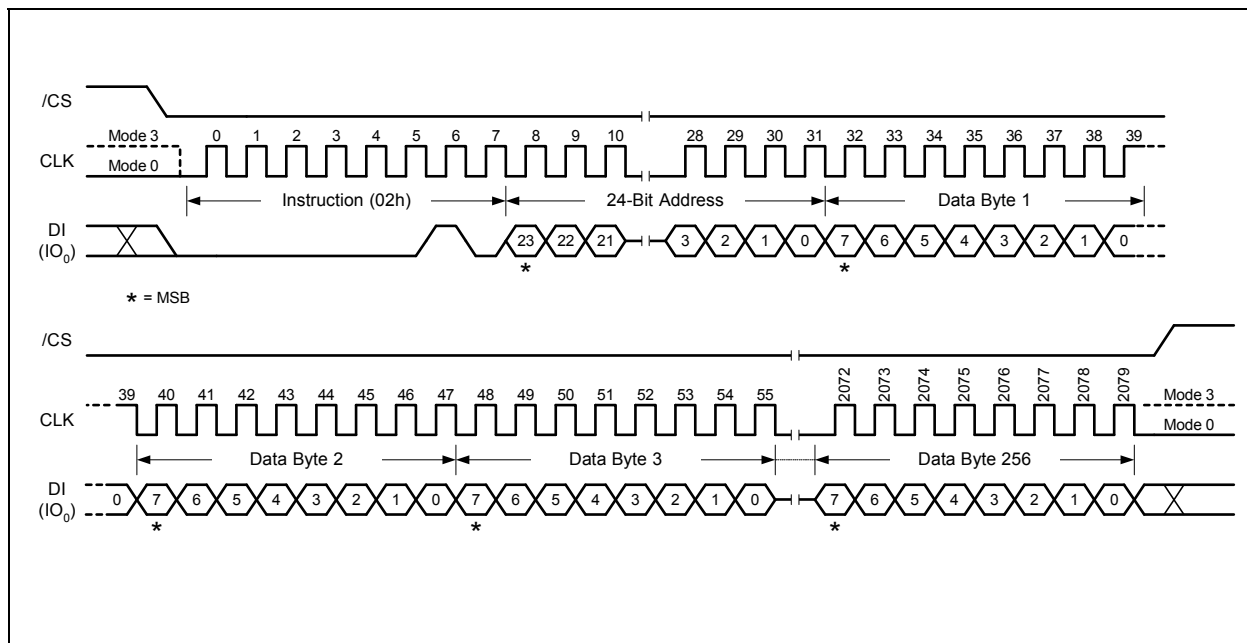 /CS
Mode 3 0 1 2 3 4 5 6 7 8 9 10 28 29 30 31 32 33 34 35 36 37 38 39
CLK Mode 0
Instruction (02h) 24-Bit Address Data Byte 1
DI
(IO0) 23 22 21 3 2 1 0 7 6 5 4 3 2 1 0
* *
* = MSB
/CS
39 40 41 42 43 44 45 46 47 48 49 50 51 52 53 54 55 2072 2073 2074 2075 2076 2077 2078 2079 Mode 3
CLK Mode 0
Data Byte 2 Data Byte 3 Data Byte 256
DI
(IO0) 0 7 6 5 4 3 2 1 0 7 6 5 4 3 2 1 0 7 6 5 4 3 2 1 0
* * *